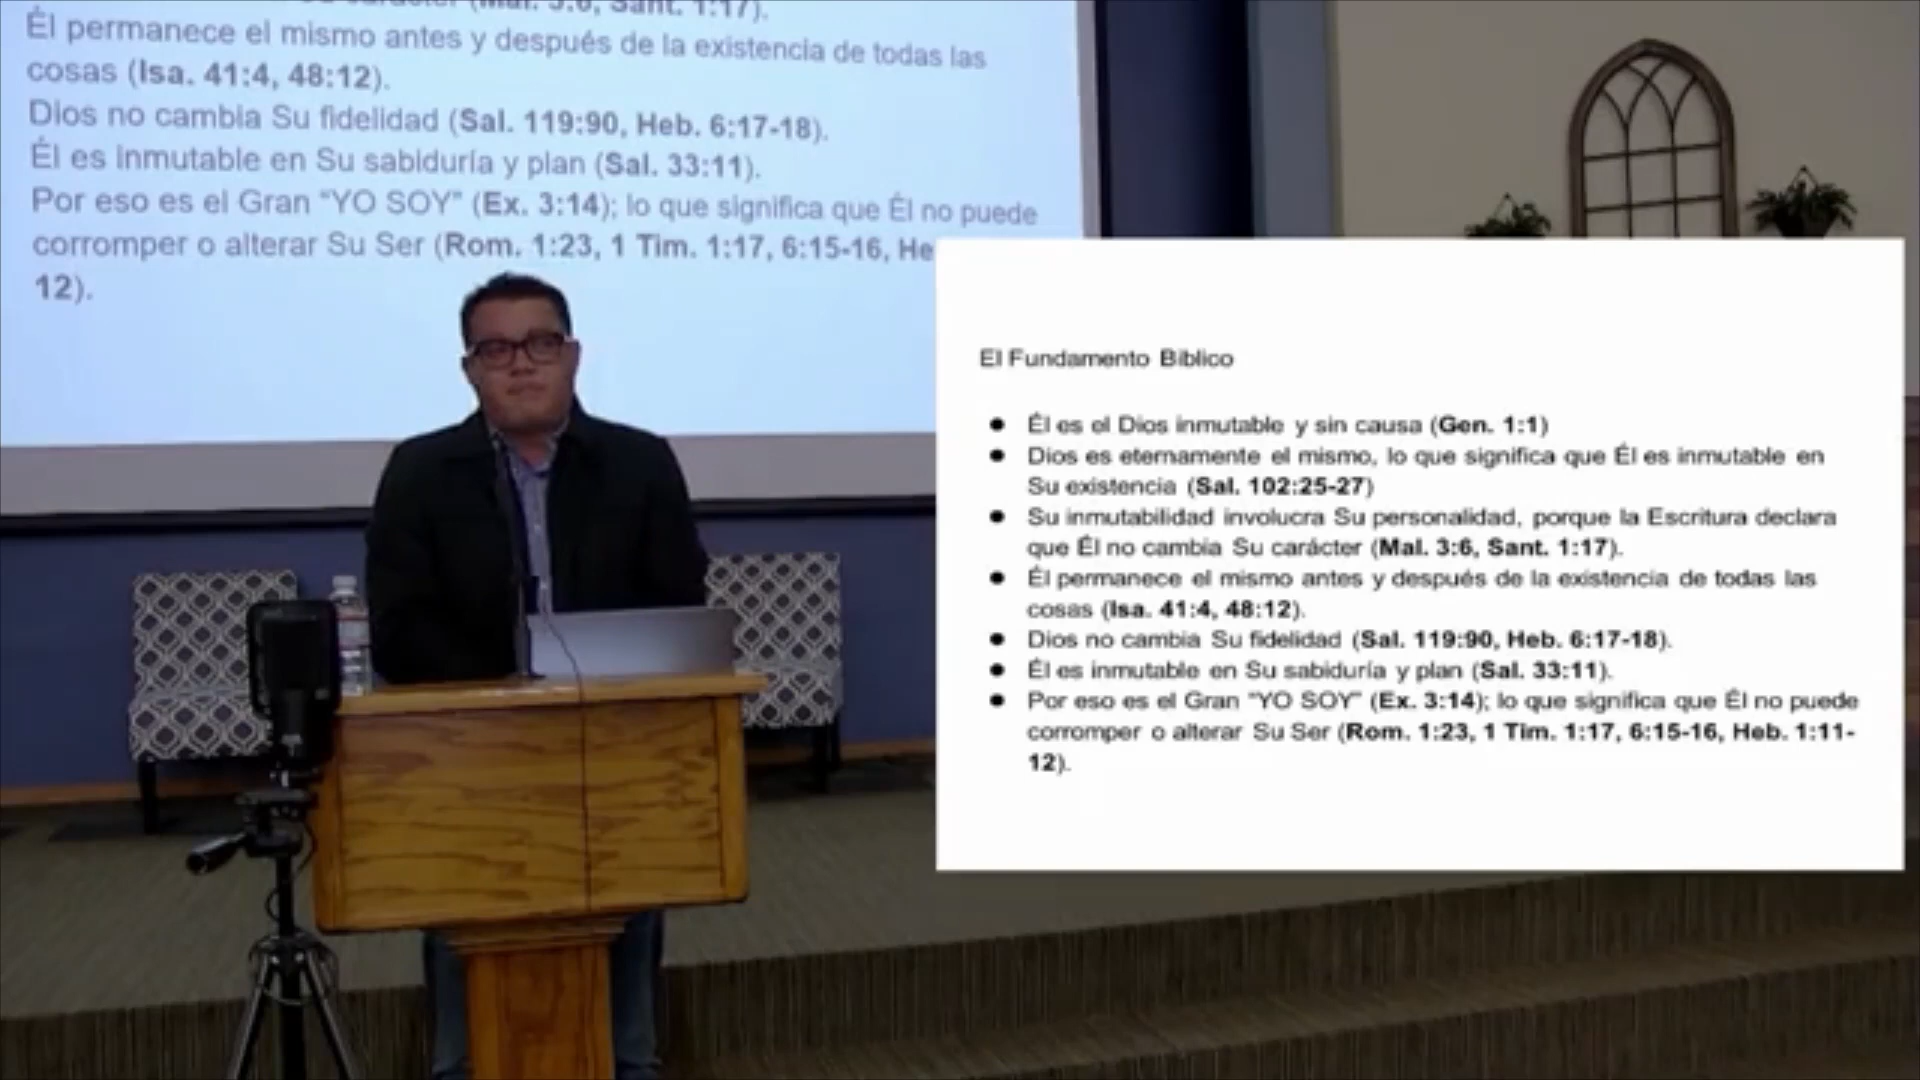 Su carácter (Mal. 3:6, Sant. 1:17).
Él permanece el mismo antes y después de la existencia de todas las
cosas (Isa. 41:4, 48:12).
Dios no cambia Su fidelidad (Sal. 119:90, Heb. 6:17-18).
Él es inmutable en Su sabiduría y plan (Sal. 33:11).
Por eso es el Gran “YO SOY” (Ex. 3:14); lo que significa que Él no puede
corromper o alterar Su Ser (Rom. 1:23, 1 Tim. 1:17, 6:15-16, He
12).
El Fundamento Bíblico
● Él es el Dios inmutable y sin causa (Gen. 1:1)
● Dios es eternamente el mismo, lo que significa que Él es inmutable en
Su existencia (Sal. 102:25-27)
● Su inmutabilidad involucra Su personalidad, porque la Escritura declara
que Él no cambia Su carácter (Mal. 3:6, Sant. 1:17).
● Él permanece el mismo antes y después de la existencia de todas las
cosas (Isa. 41:4, 48:12).
● Dios no cambia Su fidelidad (Sal. 119:90, Heb. 6:17-18).
● Él es inmutable en Su sabiduría y plan (Sal. 33:11).
● Por eso es el Gran “YO SOY” (Ex. 3:14); lo que significa que Él no puede
corromper o alterar Su Ser (Rom. 1:23, 1 Tim. 1:17, 6:15-16, Heb. 1:11-
12).